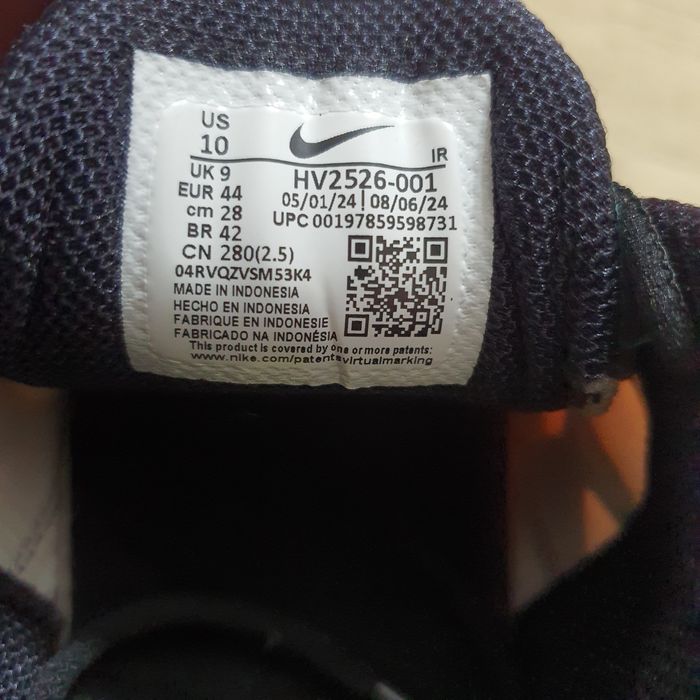 US
10
IR
UK 9
HV2526-001
EUR 44
05/01/24 | 08/06/24
cm 28
UPC 00197859598731
BR 42
CN 280(2.5)
04RVQZVSM53K4
MADE IN INDONESIA
HECHO EN INDONESIA
FABRIQUE EN INDONESIE
FABRICADO NA INDONÉSIA
This product is covered by one or more patents:
www.nike.com/patentsvirtualmarking